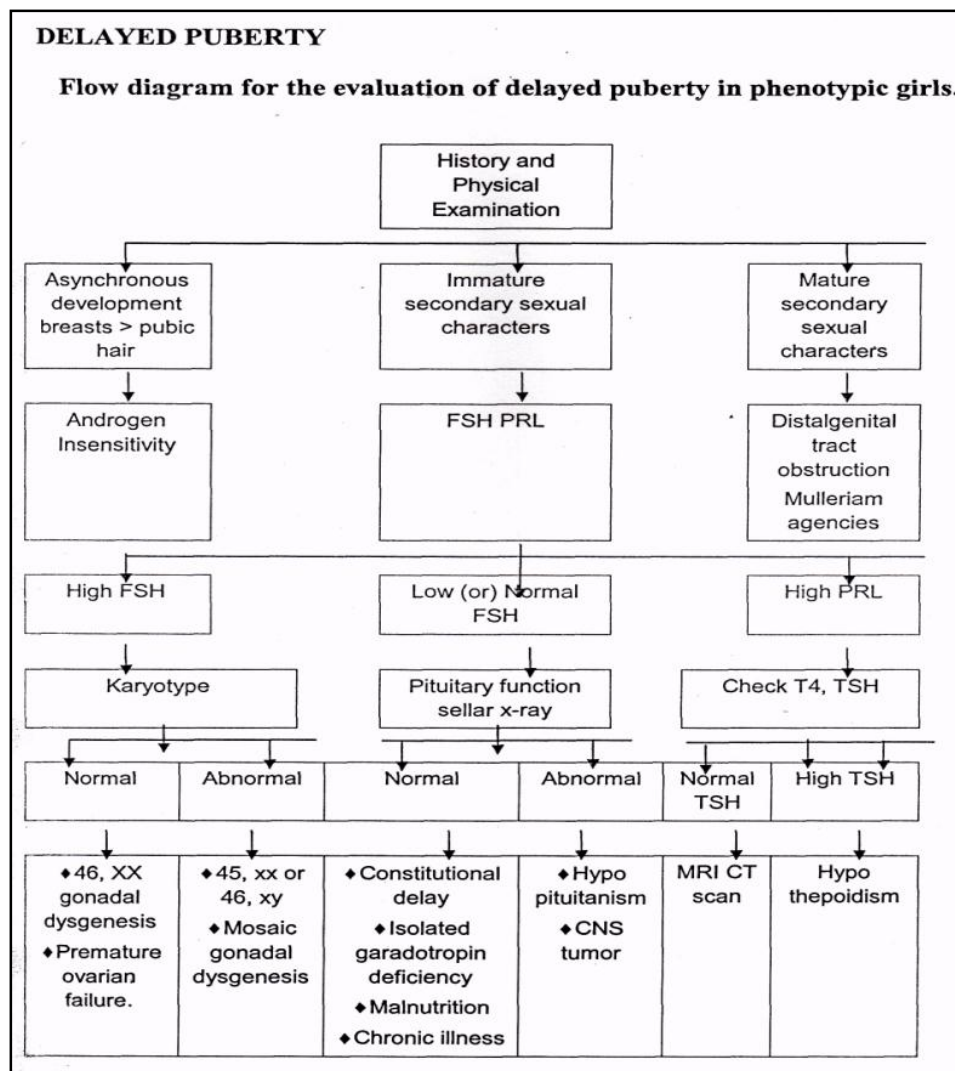 DELAYED PUBERTY
Flow diagram for the evaluation of delayed puberty in phenotypic girls.
History and
Physical
Examination
Asynchronous
development
breasts > pubic
hair
Immature
secondary sexual
characters
Mature
secondary
sexual
characters
Androgen
Insensitivity
FSH PRL
Distalgenital
tract
obstruction
Mulleriam
agencies
High FSH
Low (or) Normal
FSH
High PRL
Karyotype
Pituitary function
sellar x-ray
Check T4, TSH
Normal
Abnormal
Normal
Abnormal
Normal
TSH
High TSH
♦46, XX
gonadal
dysgenesis
♦Premature
ovarian
failure.
♦45, xx or
46, xy
♦Mosaic
gonadal
dysgenesis
♦Constitutional
delay
♦Isolated
garadotropin
deficiency
♦Malnutrition
♦Chronic illness
♦Hypo
pituitanism
♦CNS
tumor
MRI CT
scan
Hypo
thepoidism